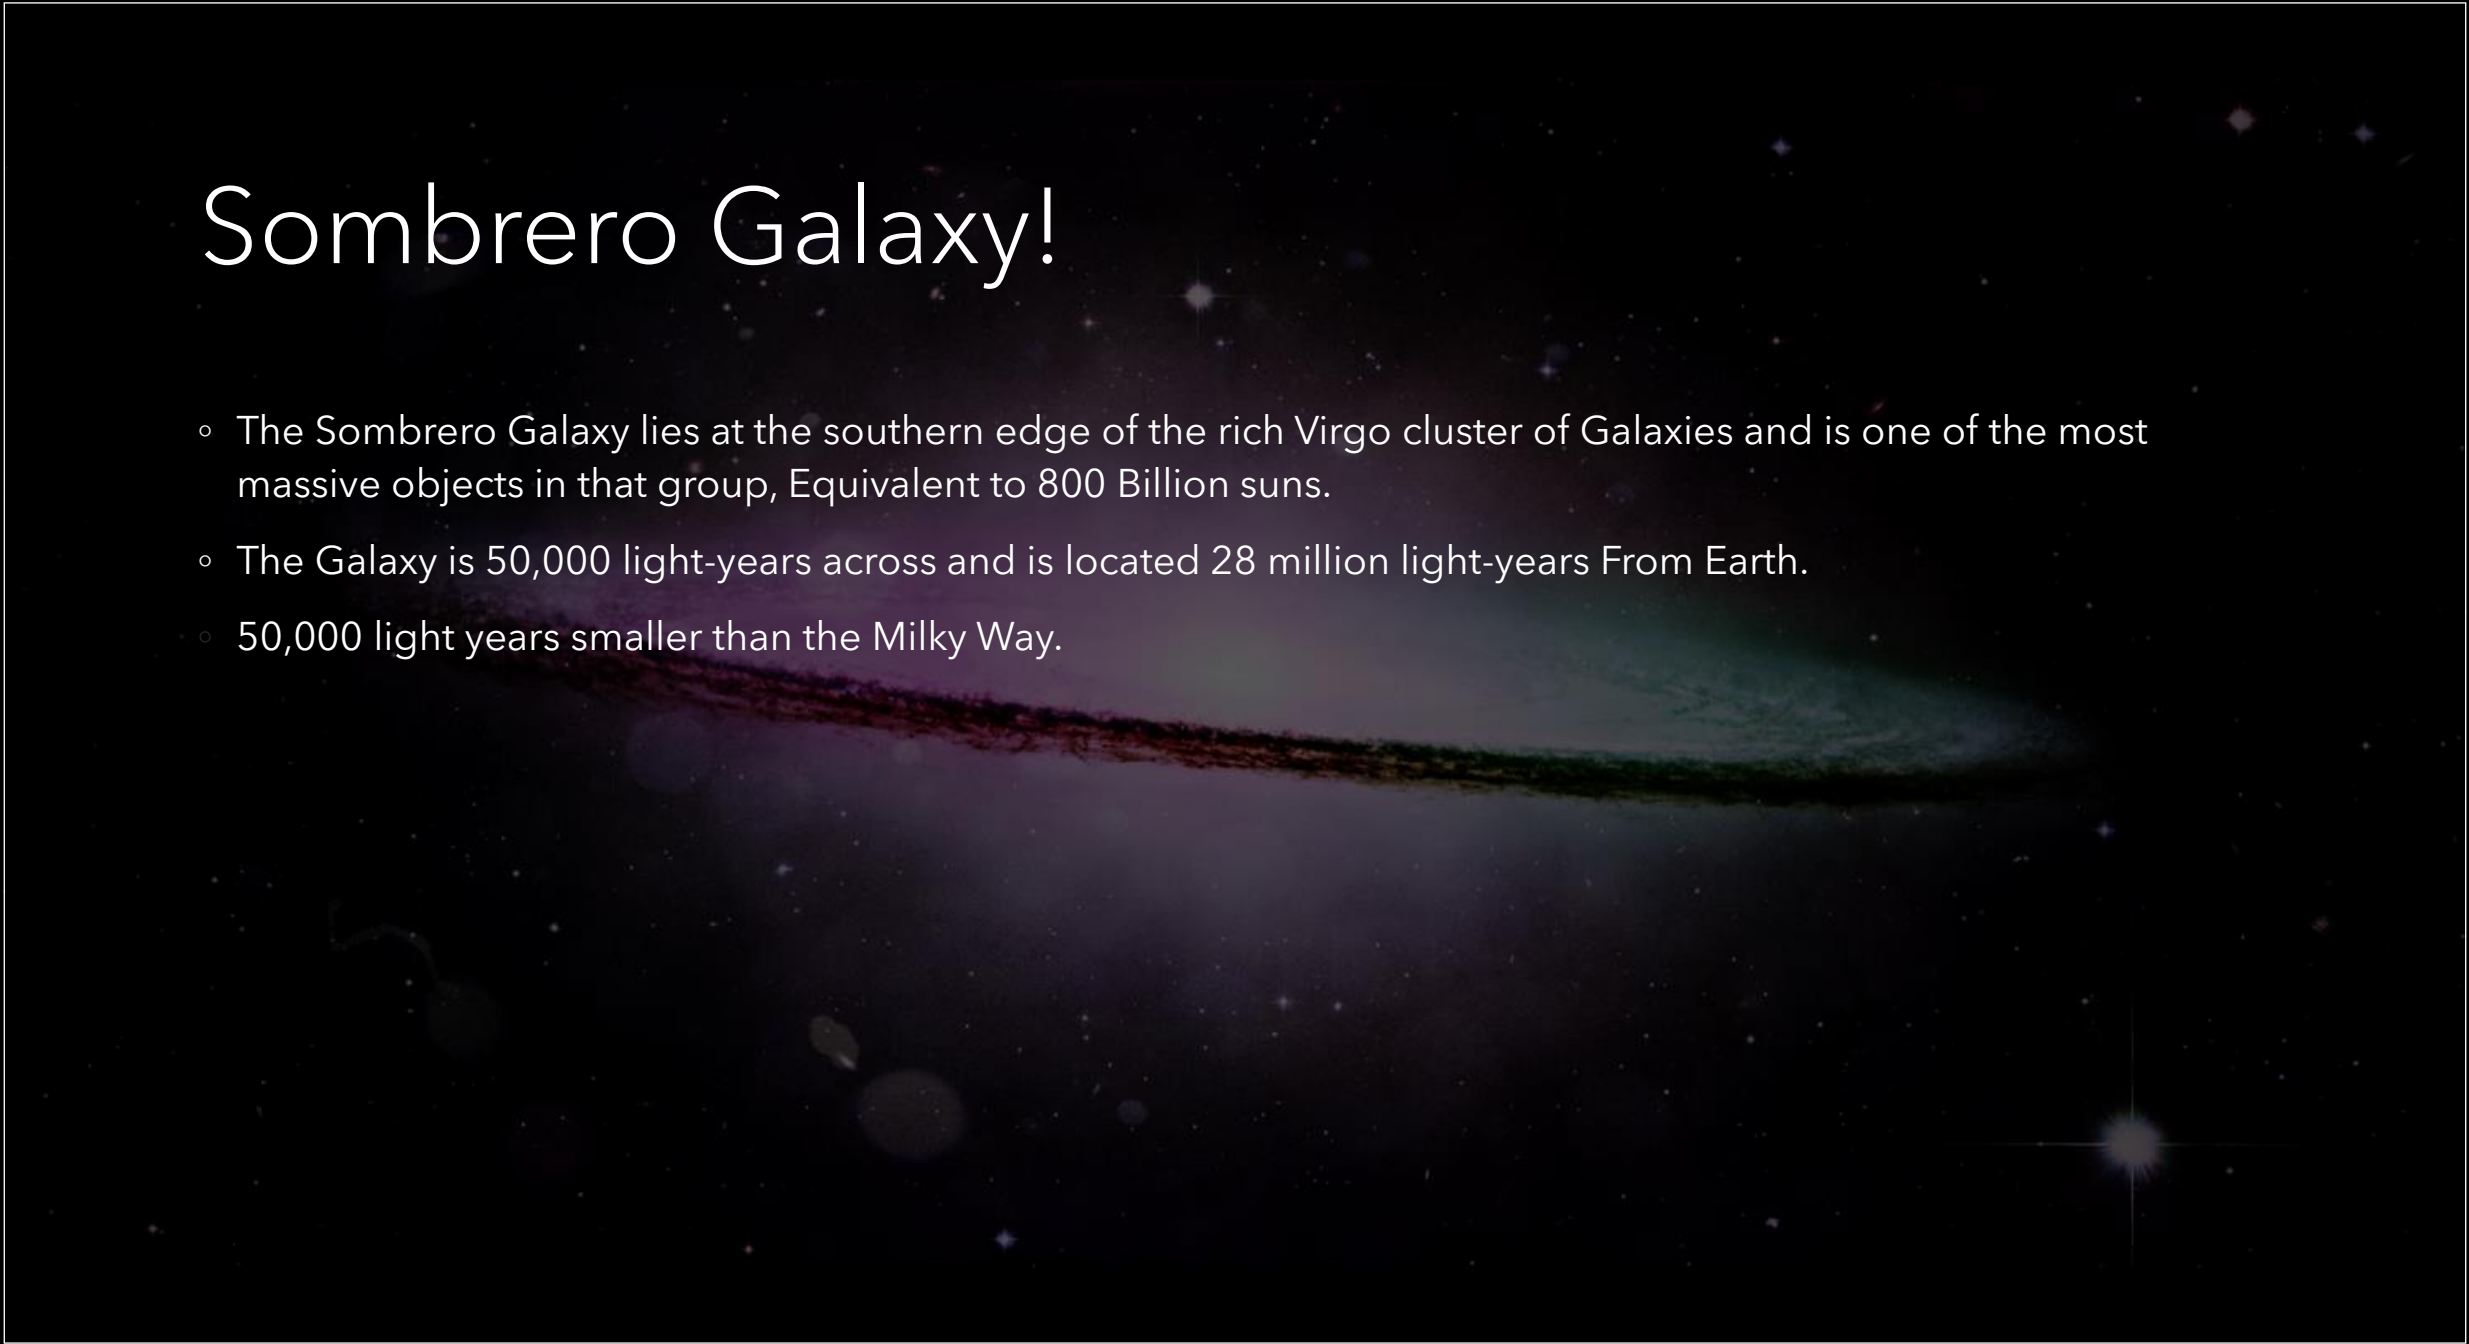 Sombrero Galaxy!
◦ The Sombrero Galaxy lies at the southern edge of the rich Virgo cluster of Galaxies and is one of the most
massive objects in that group, Equivalent to 800 Billion suns.
◦ The Galaxy is 50,000 light-years across and is located 28 million light-years From Earth.
◦ 50,000 light years smaller than the Milky Way.